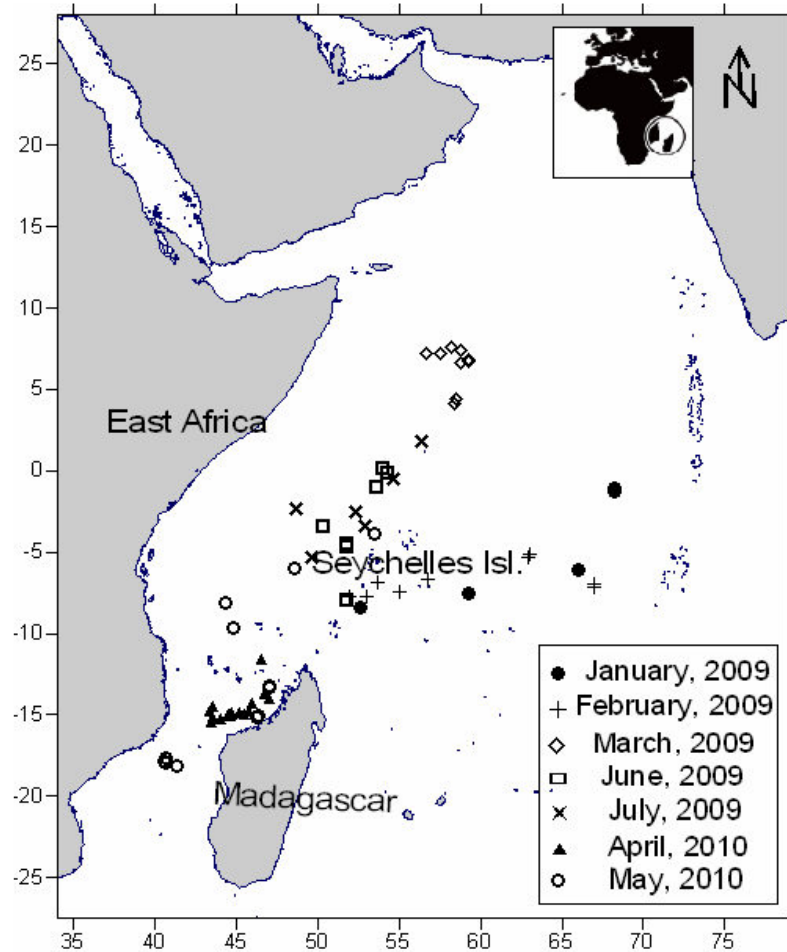 25
20
15
10
5
0
-5
-10
-15
-20
-25
35 40 45 50 55 60 65 70 75
N
East Africa
Seychelles Isl.
Madagascar
January, 2009
February, 2009
March, 2009
June, 2009
July, 2009
April, 2010
May, 2010